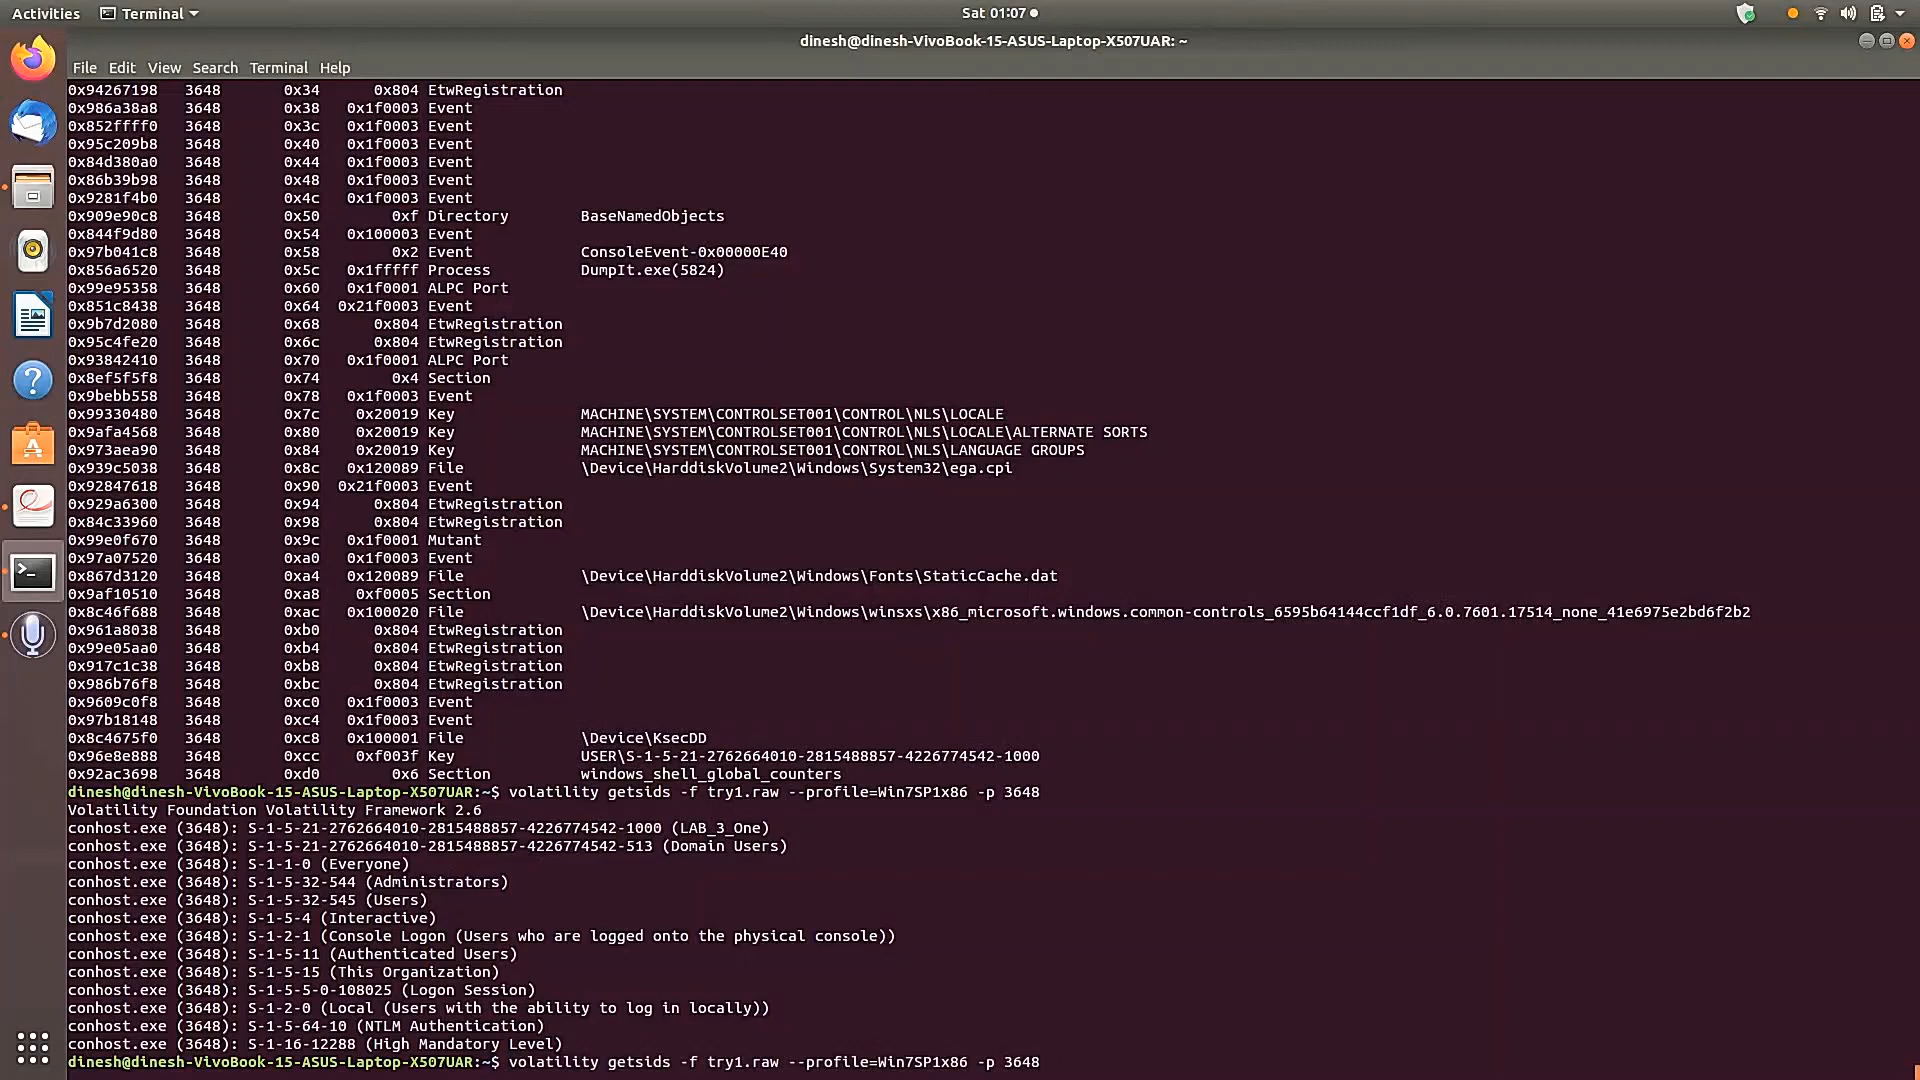 Activities Terminal Sat 01:07
dinesh@dinesh-VivoBook-15-ASUS-Laptop-X507UAR: ~
File Edit View Search Terminal Help
0x94267198 3648 0x34 0x804 EtwRegistration
0x986a38a8 3648 0x38 0x1f0003 Event
0x852ffff0 3648 0x3c 0x1f0003 Event
0x95c209b8 3648 0x40 0x1f0003 Event
0x84d380a0 3648 0x44 0x1f0003 Event
0x86b39b98 3648 0x48 0x1f0003 Event
0x9281f4b0 3648 0x4c 0x1f0003 Event
0x909e90c8 3648 0x50 0xf Directory BaseNamedObjects
0x844f9d80 3648 0x54 0x100003 Event
0x97b041c8 3648 0x58 0x2 Event ConsoleEvent-0x00000E40
0x856a6520 3648 0x5c 0x1fffff Process DumpIt.exe(5824)
0x99e95358 3648 0x60 0x1f0001 ALPC Port
0x851c8438 3648 0x64 0x21f0003 Event
0x9b7d2080 3648 0x68 0x804 EtwRegistration
0x95c4fe20 3648 0x6c 0x804 EtwRegistration
0x93842410 3648 0x70 0x1f0001 ALPC Port
0x8ef5f5f8 3648 0x74 0x4 Section
0x9bebb558 3648 0x78 0x1f0003 Event
0x99330480 3648 0x7c 0x20019 Key MACHINE\SYSTEM\CONTROLSET001\CONTROL\NLS\LOCALE
0x9afa4568 3648 0x80 0x20019 Key MACHINE\SYSTEM\CONTROLSET001\CONTROL\NLS\LOCALE\ALTERNATE SORTS
0x973aea90 3648 0x84 0x20019 Key MACHINE\SYSTEM\CONTROLSET001\CONTROL\NLS\LANGUAGE GROUPS
0x939c5038 3648 0x8c 0x120089 File \Device\HarddiskVolume2\Windows\System32\ega.cpi
0x92847618 3648 0x90 0x21f0003 Event
0x929a6300 3648 0x94 0x804 EtwRegistration
0x84c33960 3648 0x98 0x804 EtwRegistration
0x99e0f670 3648 0x9c 0x1f0001 Mutant
0x97a07520 3648 0xa0 0x1f0003 Event
0x867d3120 3648 0xa4 0x120089 File \Device\HarddiskVolume2\Windows\Fonts\StaticCache.dat
0x9af10510 3648 0xa8 0xf0005 Section
0x8c46f688 3648 0xac 0x100020 File \Device\HarddiskVolume2\Windows\winsxs\x86_microsoft.windows.common-controls_6595b64144ccf1df_6.0.7601.17514_none_41e6975e2bd6f2b2
0x961a8038 3648 0xb0 0x804 EtwRegistration
0x99e05aa0 3648 0xb4 0x804 EtwRegistration
0x917c1c38 3648 0xb8 0x804 EtwRegistration
0x986b76f8 3648 0xbc 0x804 EtwRegistration
0x9609c0f8 3648 0xc0 0x1f0003 Event
0x97b18148 3648 0xc4 0x1f0003 Event
0x8c4675f0 3648 0xc8 0x100001 File \Device\KsecDD
0x96e8e888 3648 0xcc 0xf003f Key USER\S-1-5-21-2762664010-2815488857-4226774542-1000
0x92ac3698 3648 0xd0 0x6 Section windows_shell_global_counters
dinesh@dinesh-VivoBook-15-ASUS-Laptop-X507UAR:~$ volatility getsids -f try1.raw --profile=Win7SP1x86 -p 3648
Volatility Foundation Volatility Framework 2.6
conhost.exe (3648): S-1-5-21-2762664010-2815488857-4226774542-1000 (LAB_3_One)
conhost.exe (3648): S-1-5-21-2762664010-2815488857-4226774542-513 (Domain Users)
conhost.exe (3648): S-1-1-0 (Everyone)
conhost.exe (3648): S-1-5-32-544 (Administrators)
conhost.exe (3648): S-1-5-32-545 (Users)
conhost.exe (3648): S-1-5-4 (Interactive)
conhost.exe (3648): S-1-2-1 (Console Logon (Users who are logged onto the physical console))
conhost.exe (3648): S-1-5-11 (Authenticated Users)
conhost.exe (3648): S-1-5-15 (This Organization)
conhost.exe (3648): S-1-5-5-0-108025 (Logon Session)
conhost.exe (3648): S-1-2-0 (Local (Users with the ability to log in locally))
conhost.exe (3648): S-1-5-64-10 (NTLM Authentication)
conhost.exe (3648): S-1-16-12288 (High Mandatory Level)
dinesh@dinesh-VivoBook-15-ASUS-Laptop-X507UAR:~$ volatility getsids -f try1.raw --profile=Win7SP1x86 -p 3648